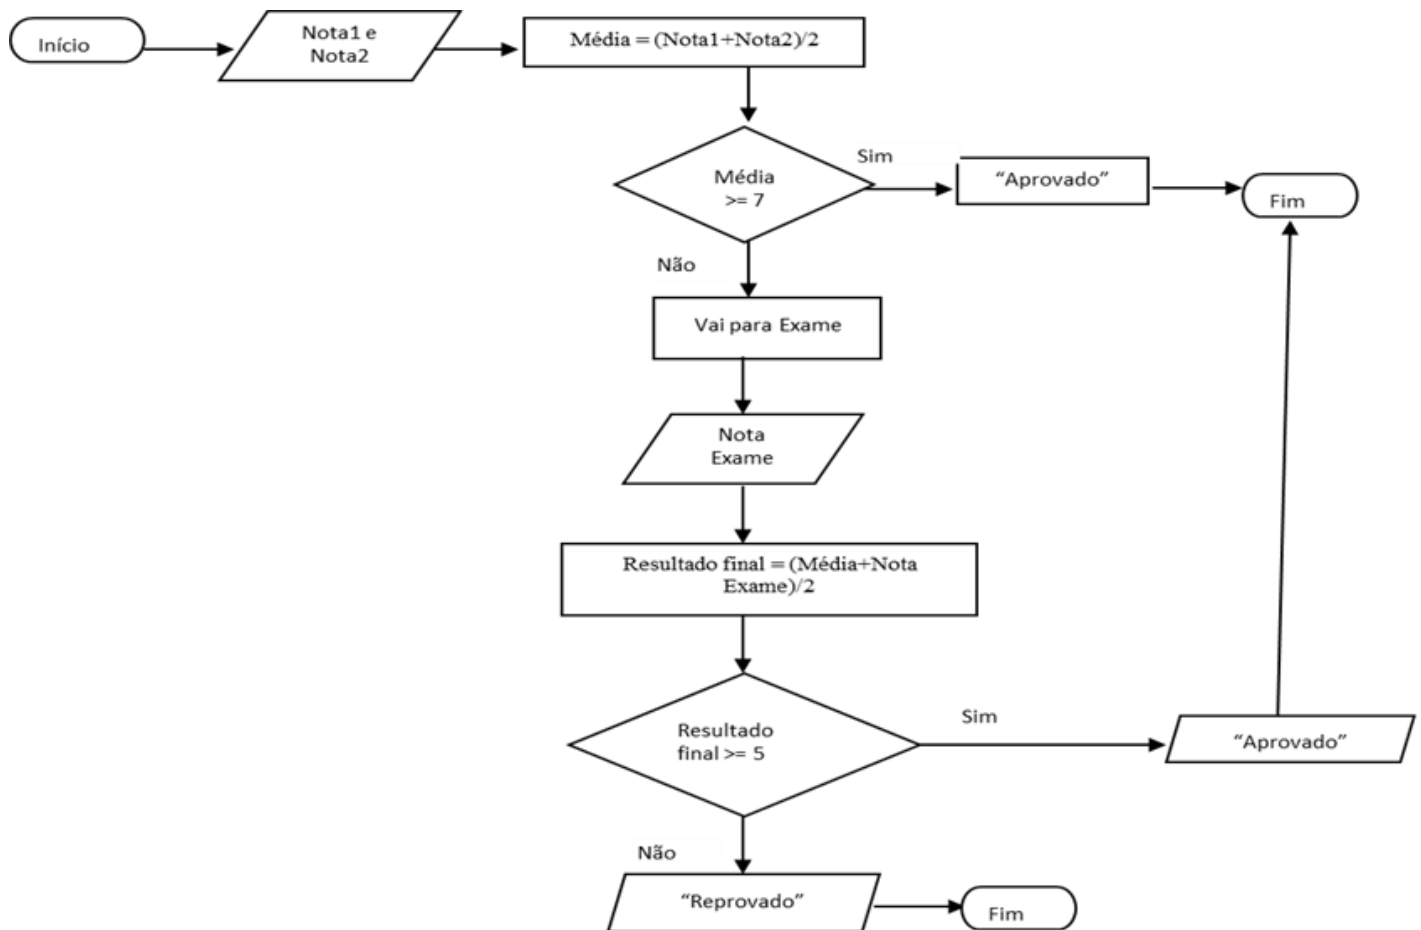 Início
Nota1 e
Nota2
Média = (Nota1+Nota2)/2
Média
>= 7
Sim
“Aprovado”
Fim
Não
Vai para Exame
Nota
Exame
Resultado final = (Média+Nota
Exame)/2
Resultado
final >= 5
Sim
“Aprovado”
Não
“Reprovado”
Fim